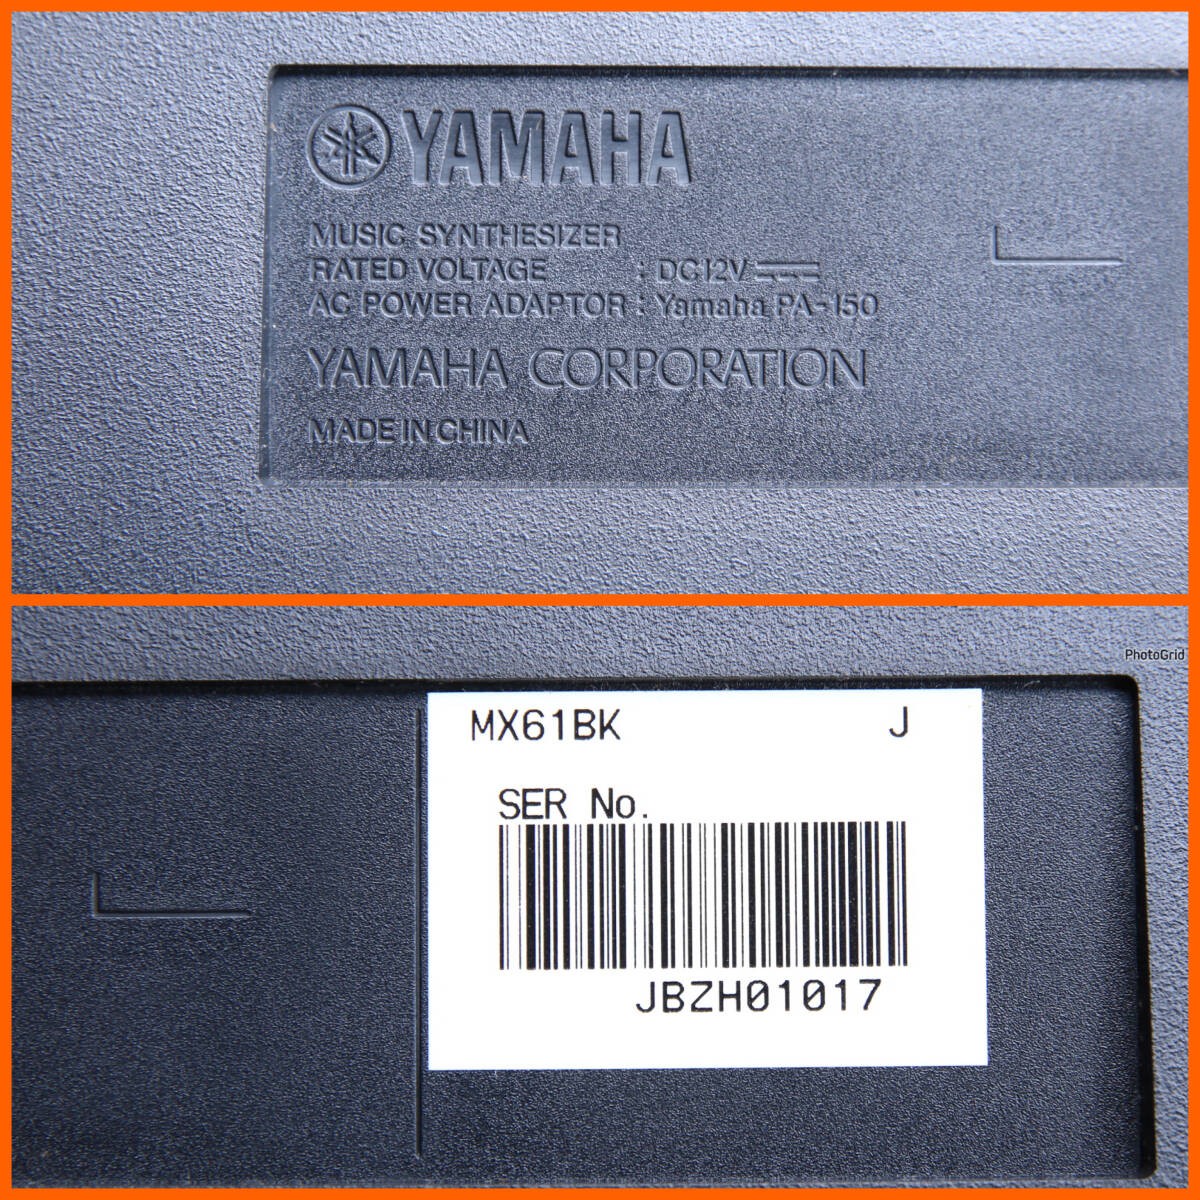 YAMAHA
MUSIC SYNTHESIZER
RATED VOLTAGE : DC12V
AC POWER ADAPTOR : Yamaha PA-150
YAMAHA CORPORATION
MADE IN CHINA
PhotoGrid
MX61BK J
SER No.
JBZH01017